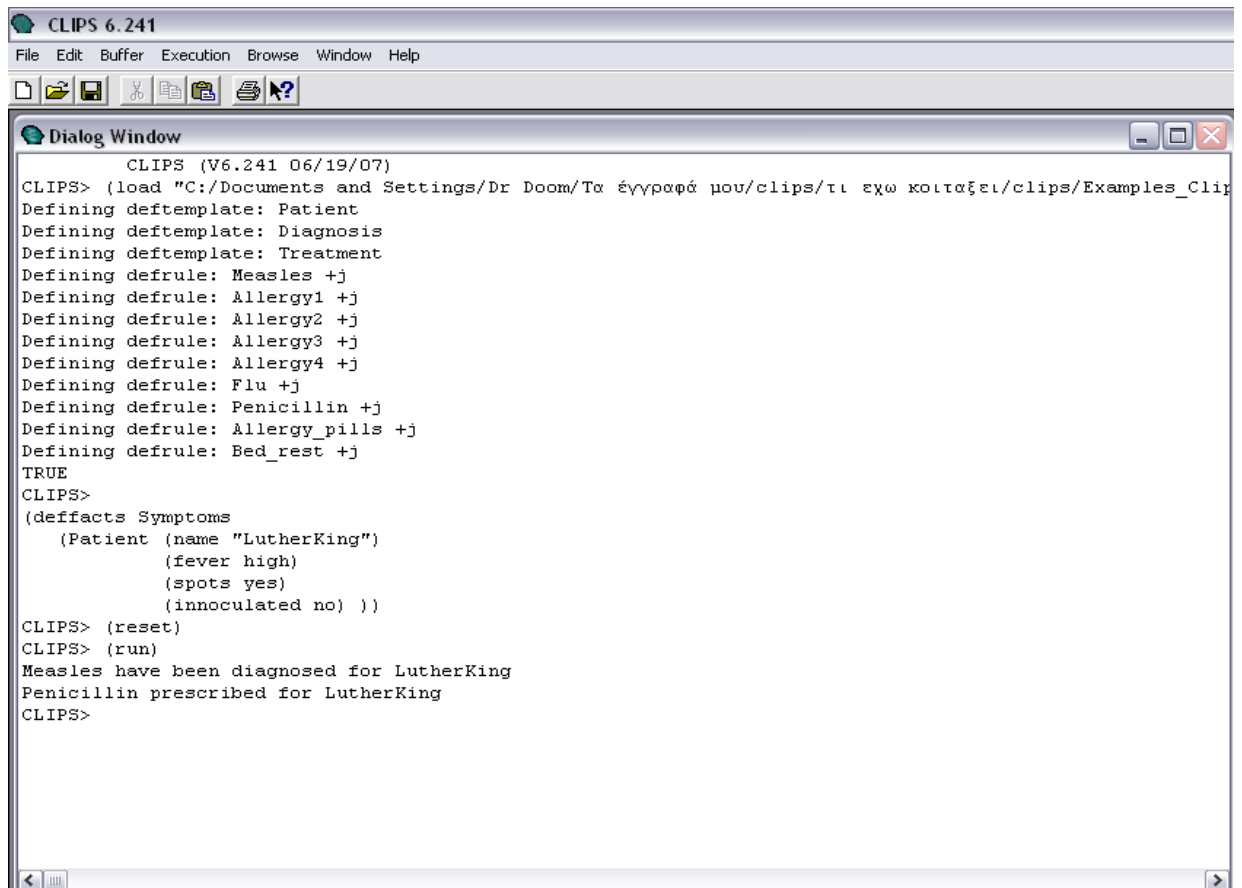 CLIPS 6.241
File Edit Buffer Execution Browse Window Help
Dialog Window
CLIPS (V6.241 06/19/07)
CLIPS> (load "C:/Documents and Settings/Dr Doom/Τα έγγραφά μου/clips/τι εχω κοιταξει/clips/Examples_Clip
Defining deftemplate: Patient
Defining deftemplate: Diagnosis
Defining deftemplate: Treatment
Defining defrule: Measles +j
Defining defrule: Allergy1 +j
Defining defrule: Allergy2 +j
Defining defrule: Allergy3 +j
Defining defrule: Allergy4 +j
Defining defrule: Flu +j
Defining defrule: Penicillin +j
Defining defrule: Allergy_pills +j
Defining defrule: Bed_rest +j
TRUE
CLIPS>
(deffacts Symptoms
(Patient (name "LutherKing")
(fever high)
(spots yes)
(innoculated no) ))
CLIPS> (reset)
CLIPS> (run)
Measles have been diagnosed for LutherKing
Penicillin prescribed for LutherKing
CLIPS>